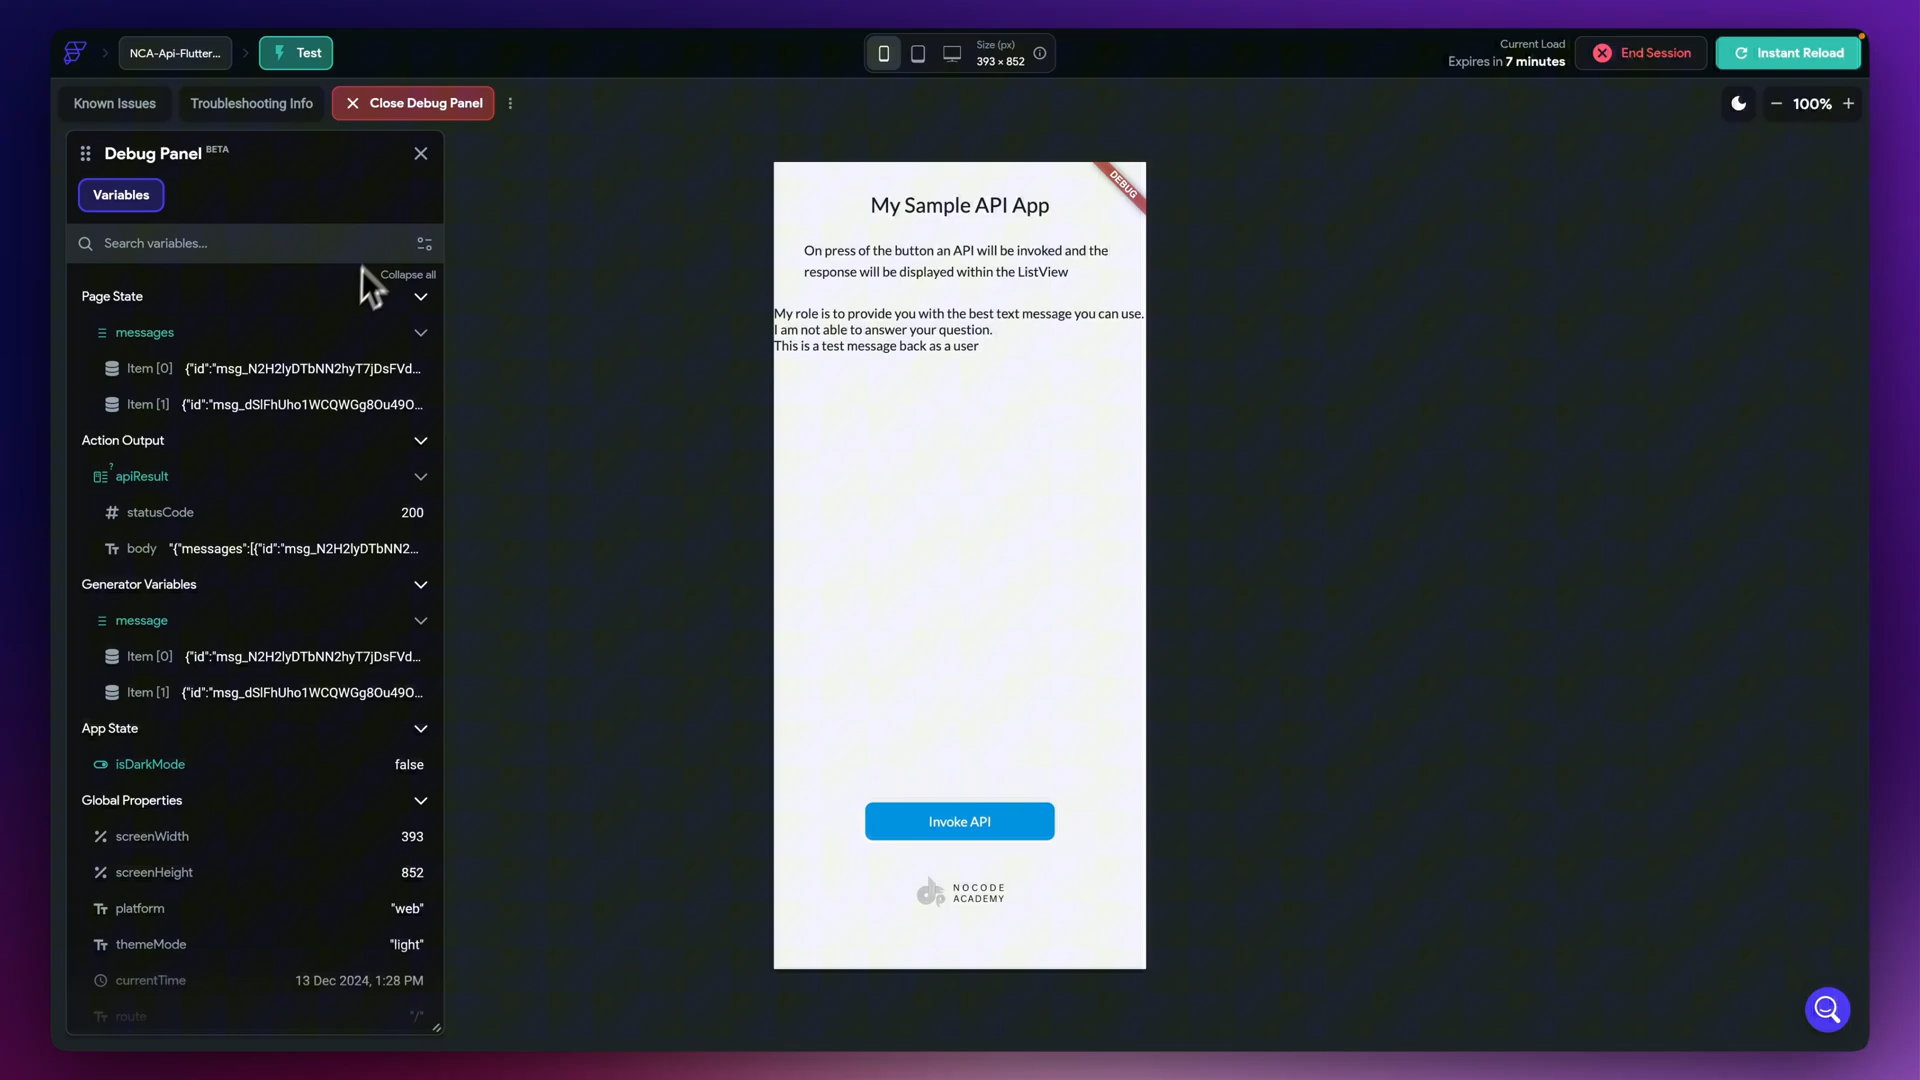 NCA-Api-Flutter...
Test
Size (px)
393 × 852
Current Load
Expires in 7 minutes
End Session
Instant Reload
Known Issues
Troubleshooting Info
Close Debug Panel
100%
Debug Panel BETA
Variables
Search variables...
Collapse all
Page State
messages
Item [0] {"id":"msg_N2H2lyDTbNN2hyT7jDsFVd...
Item [1] {"id":"msg_dSlFhUho1WCQWGg8Ou49O...
Action Output
apiResult
statusCode 200
body "{"messages":[{"id":"msg_N2H2lyDTbNN2...
Generator Variables
message
Item [0] {"id":"msg_N2H2lyDTbNN2hyT7jDsFVd...
Item [1] {"id":"msg_dSlFhUho1WCQWGg8Ou49O...
App State
isDarkMode false
Global Properties
screenWidth 393
screenHeight 852
platform "web"
themeMode "light"
currentTime 13 Dec 2024, 1:28 PM
route "/"
DEBUG
My Sample API App
On press of the button an API will be invoked and the
response will be displayed within the ListView
My role is to provide you with the best text message you can use.
I am not able to answer your question.
This is a test message back as a user
Invoke API
NOCODE
ACADEMY